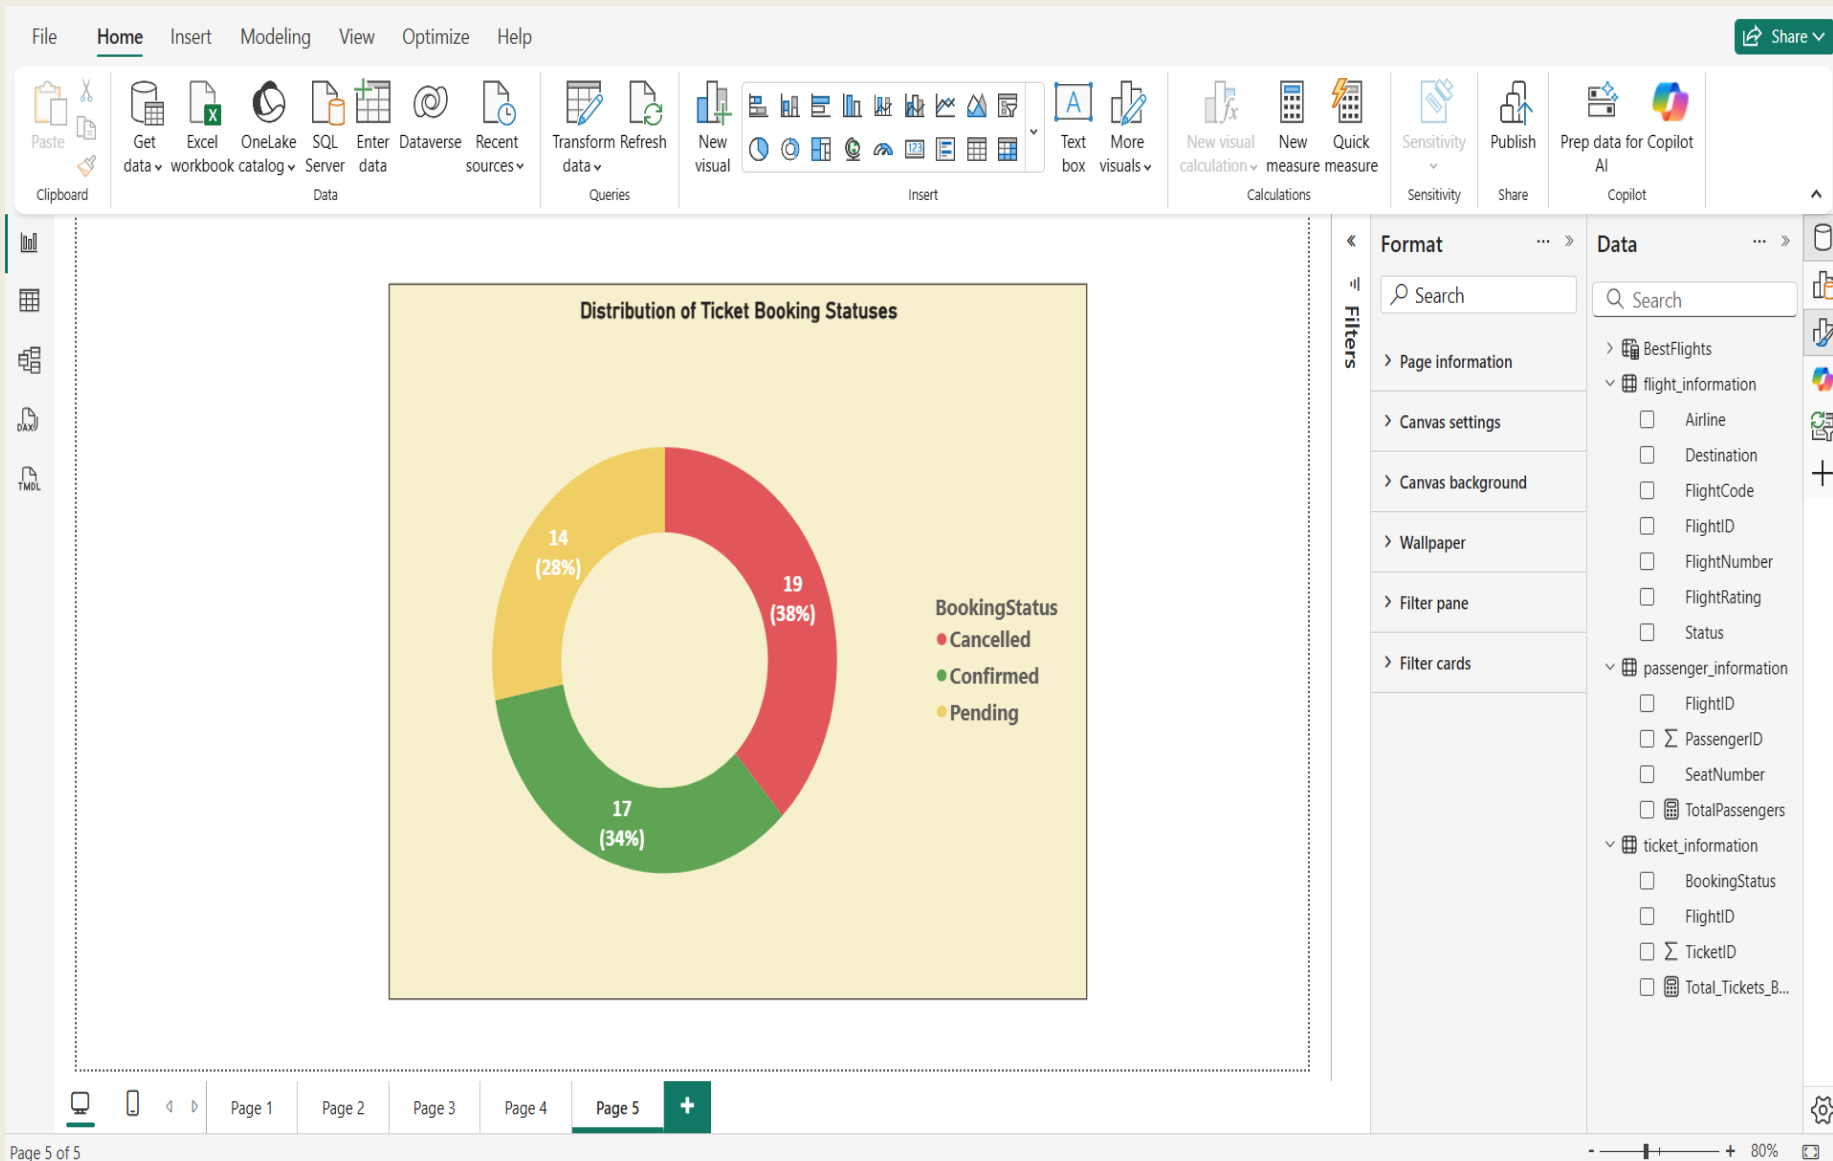 File Home Insert Modeling View Optimize Help
Share
Paste
Get data
Excel workbook
OneLake catalog
SQL Server
Enter data
Dataverse
Recent sources
Transform data
Refresh
New visual
123
A
Text box
More visuals
fx
New visual calculation
New measure
Quick measure
Sensitivity
Publish
Prep data for AI
Copilot
Clipboard
Data
Queries
Insert
Calculations
Sensitivity
Share
Copilot
DAX
TMDL
Distribution of Ticket Booking Statuses
14
(28%)
19
(38%)
17
(34%)
BookingStatus
Cancelled
Confirmed
Pending
Filters
Format
Search
Page information
Canvas settings
Canvas background
Wallpaper
Filter pane
Filter cards
Data
Search
BestFlights
flight_information
Airline
Destination
FlightCode
FlightID
FlightNumber
FlightRating
Status
passenger_information
FlightID
∑ PassengerID
SeatNumber
TotalPassengers
ticket_information
BookingStatus
FlightID
∑ TicketID
Total_Tickets_B...
Page 1 Page 2 Page 3 Page 4 Page 5 +
Page 5 of 5
- + 80%